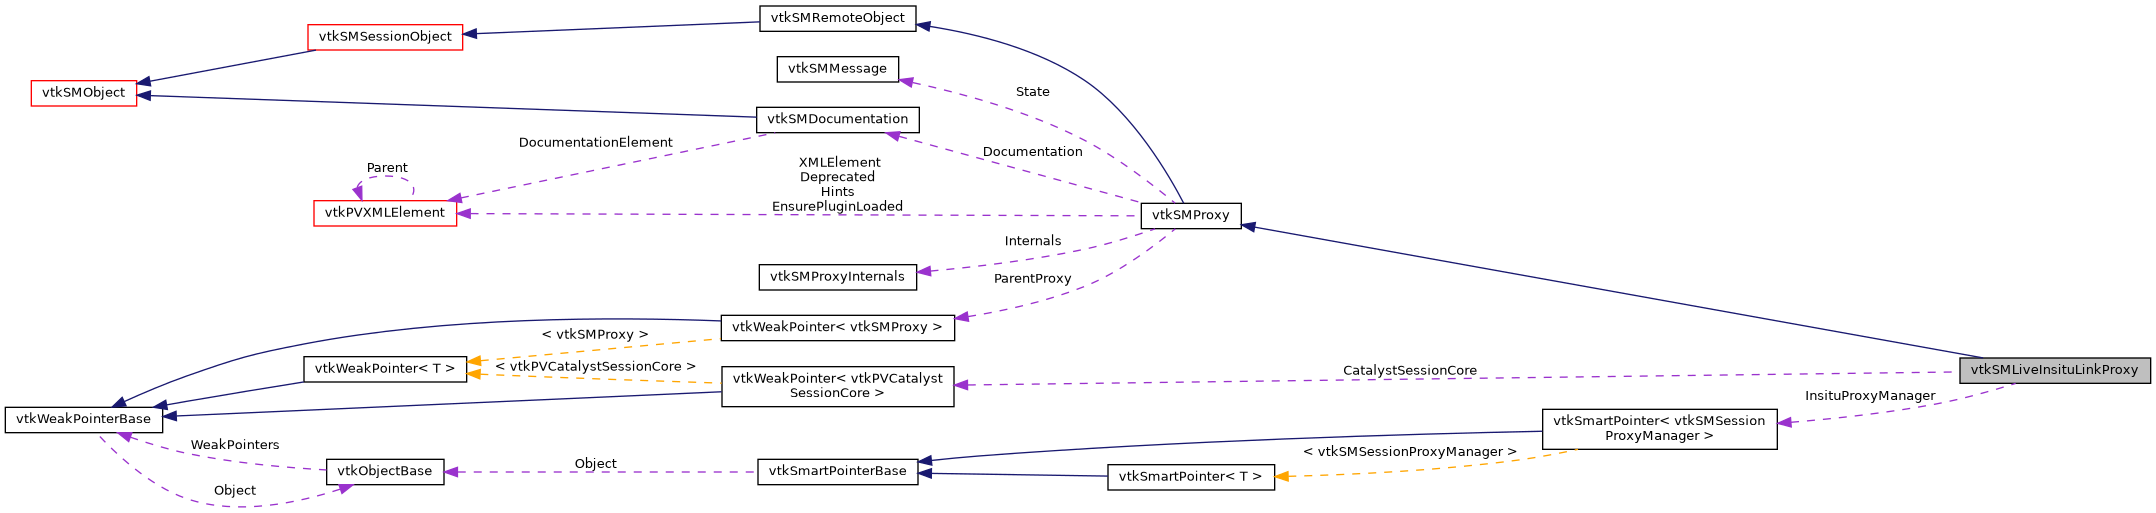 vtkSMRemoteObject
vtkSMSessionObject
vtkSMMessage
vtkSMObject
State
vtkSMDocumentation
DocumentationElement
Documentation
Parent
XMLElement
Deprecated
Hints
EnsurePluginLoaded
vtkPVXMLElement
vtkSMProxy
Internals
vtkSMProxyInternals
ParentProxy
vtkWeakPointer< vtkSMProxy >
< vtkSMProxy >
vtkWeakPointer< T >
< vtkPVCatalystSessionCore >
vtkWeakPointer< vtkPVCatalyst
SessionCore >
CatalystSessionCore
vtkSMLiveInsituLinkProxy
InsituProxyManager
vtkWeakPointerBase
vtkSmartPointer< vtkSMSession
ProxyManager >
WeakPointers
< vtkSMSessionProxyManager >
vtkObjectBase
Object
vtkSmartPointerBase
vtkSmartPointer< T >
Object